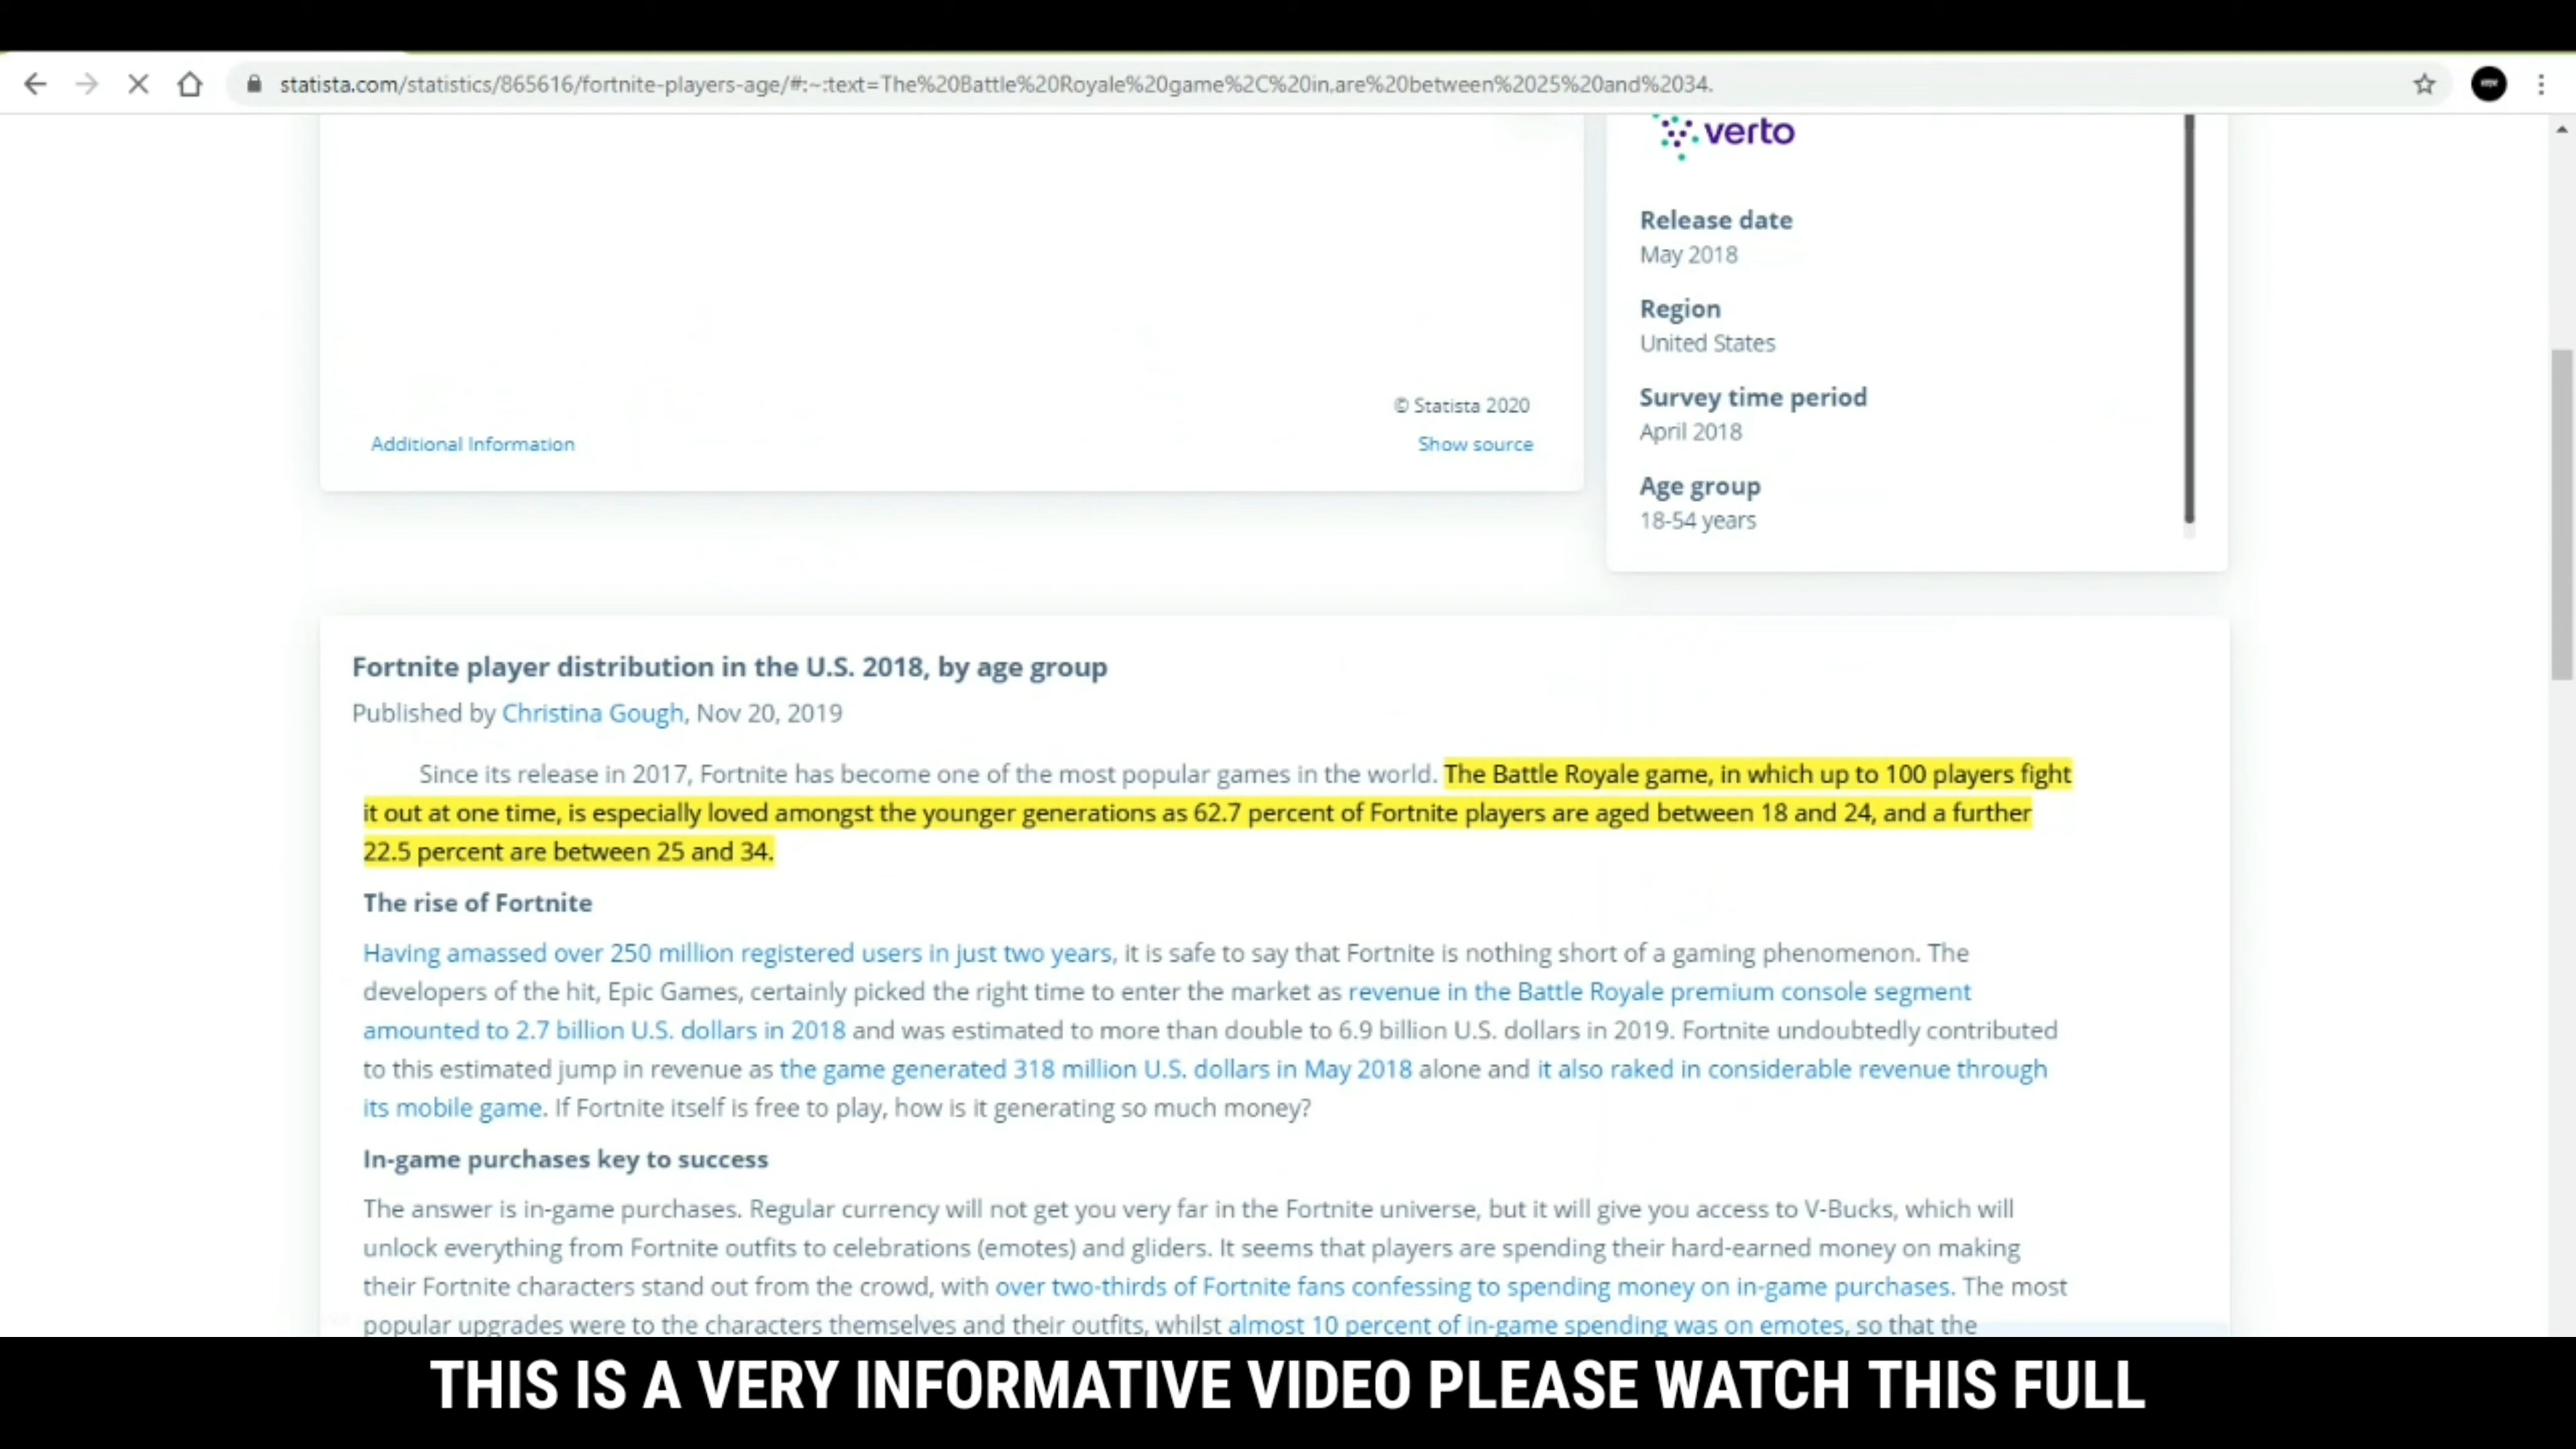 statista.com/statistics/865616/fortnite-players-age/#:~:text=The%20Battle%20Royale%20game%2C%20in,are%20between%2025%20and%2034.
verto
Release date
May 2018
Region
United States
Survey time period
April 2018
Age group
18-54 years
© Statista 2020
Additional Information
Show source
Fortnite player distribution in the U.S. 2018, by age group
Published by Christina Gough, Nov 20, 2019
Since its release in 2017, Fortnite has become one of the most popular games in the world. The Battle Royale game, in which up to 100 players fight
it out at one time, is especially loved amongst the younger generations as 62.7 percent of Fortnite players are aged between 18 and 24, and a further
22.5 percent are between 25 and 34.
The rise of Fortnite
Having amassed over 250 million registered users in just two years, it is safe to say that Fortnite is nothing short of a gaming phenomenon. The
developers of the hit, Epic Games, certainly picked the right time to enter the market as revenue in the Battle Royale premium console segment
amounted to 2.7 billion U.S. dollars in 2018 and was estimated to more than double to 6.9 billion U.S. dollars in 2019. Fortnite undoubtedly contributed
to this estimated jump in revenue as the game generated 318 million U.S. dollars in May 2018 alone and it also raked in considerable revenue through
its mobile game. If Fortnite itself is free to play, how is it generating so much money?
In-game purchases key to success
The answer is in-game purchases. Regular currency will not get you very far in the Fortnite universe, but it will give you access to V-Bucks, which will
unlock everything from Fortnite outfits to celebrations (emotes) and gliders. It seems that players are spending their hard-earned money on making
their Fortnite characters stand out from the crowd, with over two-thirds of Fortnite fans confessing to spending money on in-game purchases. The most
popular upgrades were to the characters themselves and their outfits, whilst almost 10 percent of in-game spending was on emotes, so that the
THIS IS A VERY INFORMATIVE VIDEO PLEASE WATCH THIS FULL